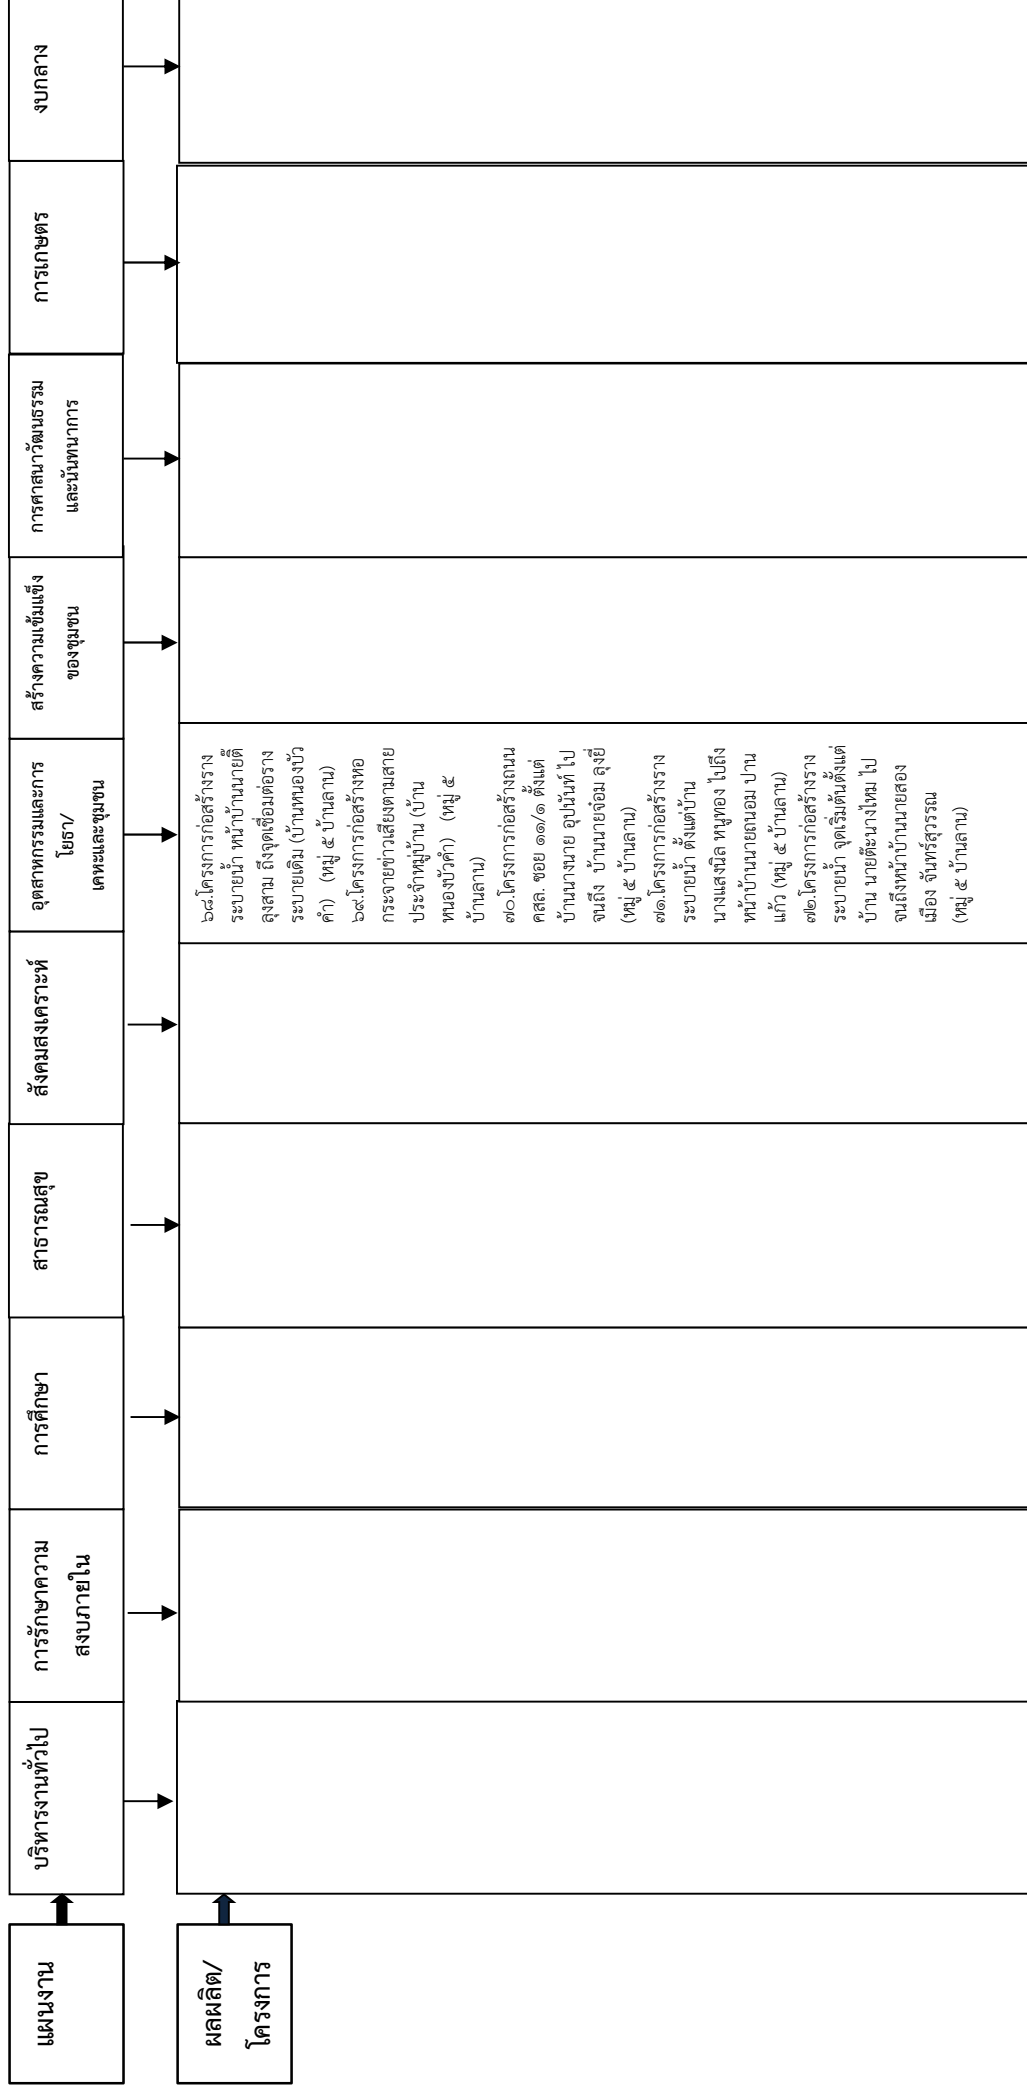 แผนงาน
บริหารงานทั่วไป
การรักษาความ
สงบภายใน
การศึกษา
สาธารณสุข
สังคมสงเคราะห์
อุตสาหกรรมและการ
โยธา/
เคหะและชุมชน
สร้างความเข้มแข็ง
ของชุมชน
การศาสนาวัฒนธรรม
และนันทนาการ
การเกษตร
งบกลาง
ผลผลิต/
โครงการ
๖๘.โครงการก่อสร้างราง
ระบายน้ำ หน้าบ้านนายตี๊
ลุงสาม ถึงจุดเชื่อมต่อราง
ระบายเดิม (บ้านหนองบัว
คำ) (หมู่ ๕ บ้านลาน)
๖๙.โครงการก่อสร้างหอ
กระจายข่าวเสียงตามสาย
ประจำหมู่บ้าน (บ้าน
หนองบัวคำ) (หมู่ ๕
บ้านลาน)
๗๐.โครงการก่อสร้างถนน
คสล. ซอย ๑๑/๑ ตั้งแต่
บ้านนางนาย อุปนันท์ ไป
จนถึง บ้านนายจ๋อม ลุงยี่
(หมู่ ๕ บ้านลาน)
๗๑.โครงการก่อสร้างราง
ระบายน้ำ ตั้งแต่บ้าน
นางแสงนิล หนูทอง ไปถึง
หน้าบ้านนายถนอม ปาน
แก้ว (หมู่ ๕ บ้านลาน)
๗๒.โครงการก่อสร้างราง
ระบายน้ำ จุดเริ่มต้นตั้งแต่
บ้าน นายต๊ะนางไหม ไป
จนถึงหน้าบ้านนายสอง
เมือง จันทร์สุวรรณ
(หมู่ ๕ บ้านลาน)